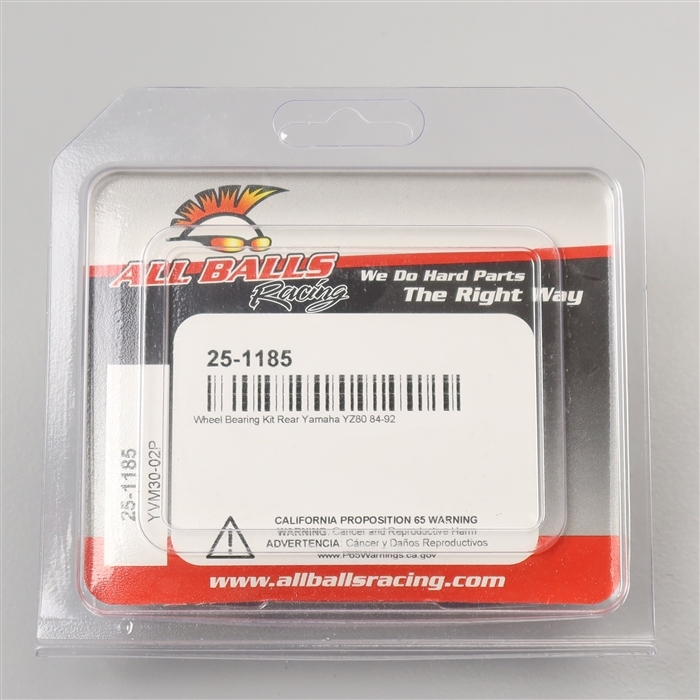 ALL BALLS
Racing
We Do Hard Parts
The Right Way
25-1185
Wheel Bearing Kit Rear Yamaha YZ80 84-92
25-1185
YVM30-02P
CALIFORNIA PROPOSITION 65 WARNING
WARNING: Cancer and Reproductive Harm
ADVERTENCIA: Cáncer y Daños Reproductivos
www.P65Warnings.ca.gov
www.allballsracing.com